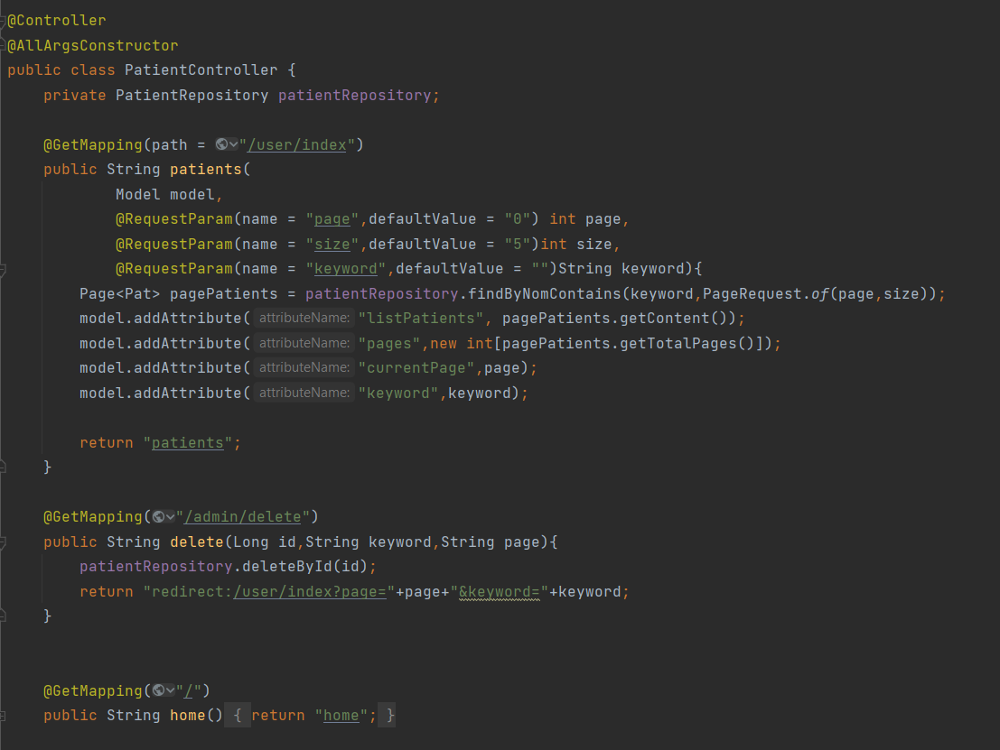 @Controller
@AllArgsConstructor
public class PatientController {
    private PatientRepository patientRepository;

    @GetMapping(path = "/user/index")
    public String patients(
            Model model,
            @RequestParam(name = "page",defaultValue = "0") int page,
            @RequestParam(name = "size",defaultValue = "5")int size,
            @RequestParam(name = "keyword",defaultValue = "")String keyword){
        Page<Pat> pagePatients = patientRepository.findByNomContains(keyword,PageRequest.of(page,size));
        model.addAttribute( attributeName: "listPatients", pagePatients.getContent());
        model.addAttribute( attributeName: "pages",new int[pagePatients.getTotalPages()]);
        model.addAttribute( attributeName: "currentPage",page);
        model.addAttribute( attributeName: "keyword",keyword);

        return "patients";
    }

    @GetMapping("/admin/delete")
    public String delete(Long id,String keyword,String page){
        patientRepository.deleteById(id);
        return "redirect:/user/index?page="+page+"&keyword="+keyword;
    }

    @GetMapping("/")
    public String home() { return "home"; }